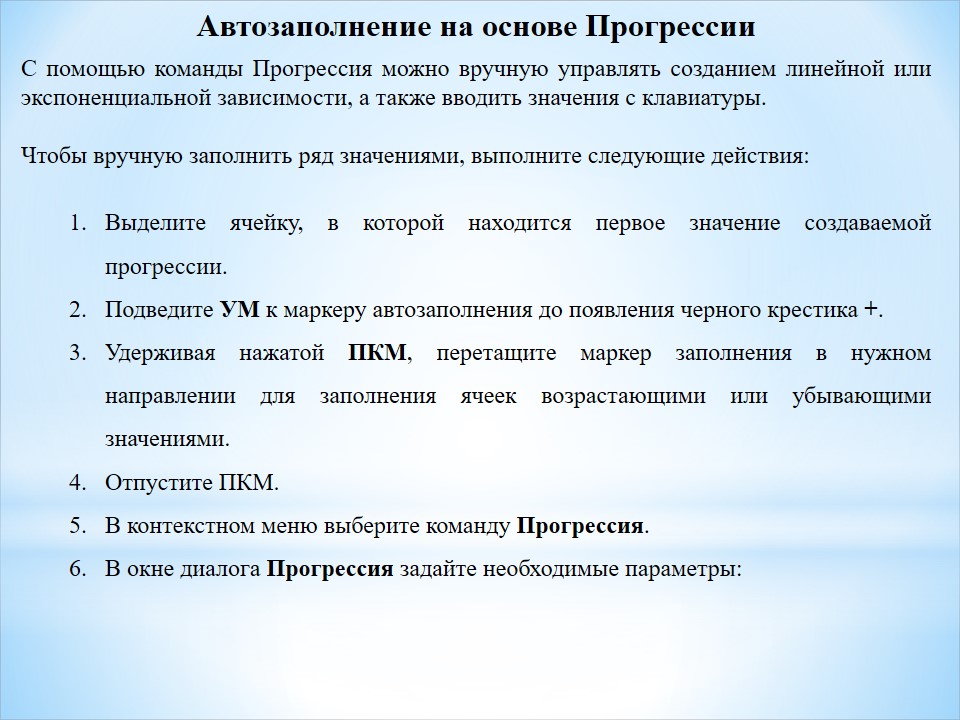 Автозаполнение на основе Прогрессии
С помощью команды Прогрессия можно вручную управлять созданием линейной или
экспоненциальной зависимости, а также вводить значения с клавиатуры.
Чтобы вручную заполнить ряд значениями, выполните следующие действия:
1. Выделите ячейку, в которой находится первое значение создаваемой
прогрессии.
2. Подведите УМ к маркеру автозаполнения до появления черного крестика +.
3. Удерживая нажатой ПКМ, перетащите маркер заполнения в нужном
направлении для заполнения ячеек возрастающими или убывающими
значениями.
4. Отпустите ПКМ.
5. В контекстном меню выберите команду Прогрессия.
6. В окне диалога Прогрессия задайте необходимые параметры: